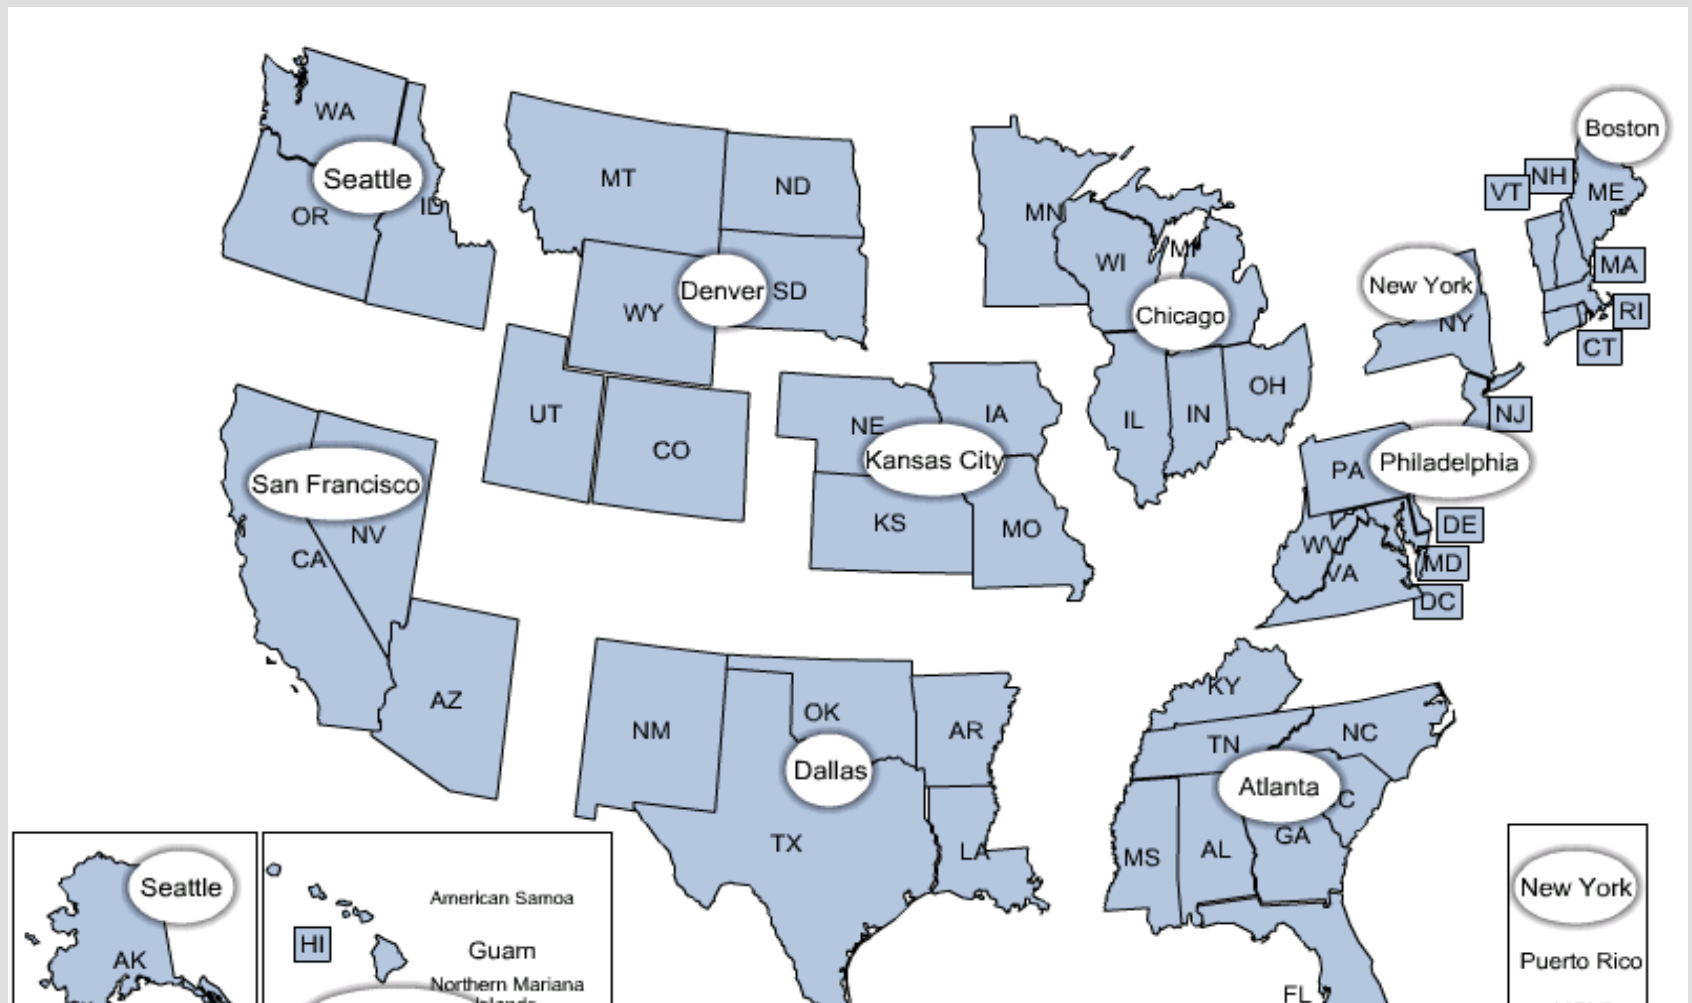 WA
Seattle
OR
ID
MT
ND
WY
Denver
SD
UT
CO
San Francisco
NV
CA
AZ
MN
WI
MI
Chicago
IL
IN
OH
NE
IA
Kansas City
KS
MO
Boston
NH
VT
ME
MA
RI
CT
New York
NY
NJ
PA
Philadelphia
DE
WV
MD
VA
DC
NM
OK
AR
Dallas
TX
LA
KY
NC
TN
Atlanta
C
GA
MS
AL
FL
Seattle
AK
HI
American Samoa
Guam
Northern Mariana
Islands
New York
Puerto Rico